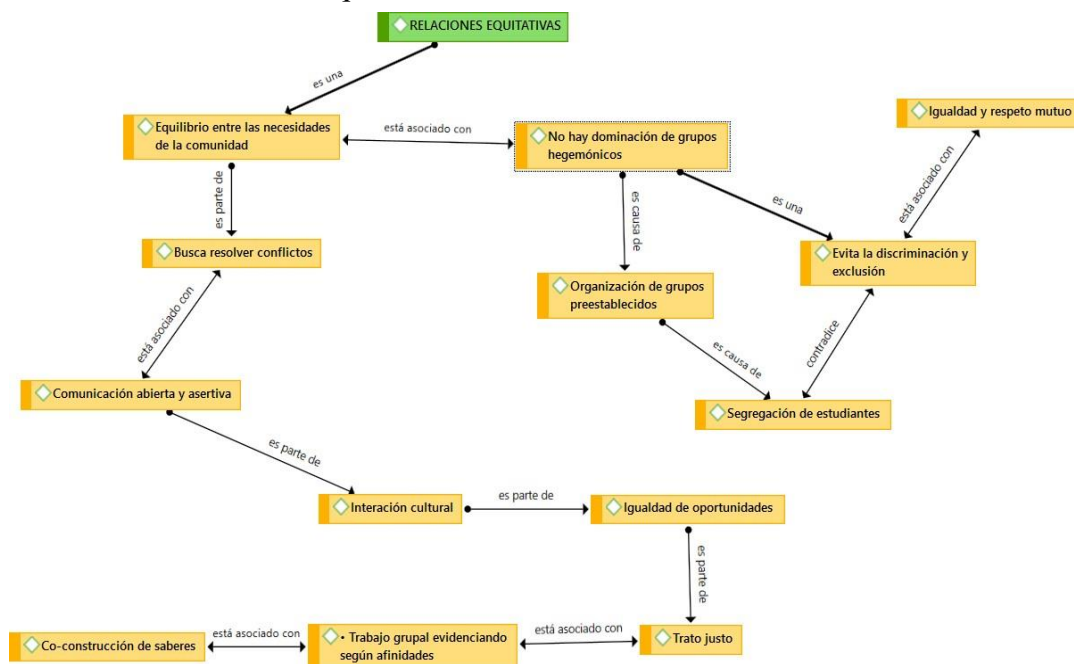 RELACIONES EQUITATIVAS
es una
Igualdad y respeto mutuo
Equilibrio entre las necesidades
de la comunidad
está asociado con
No hay dominación de grupos
hegemónicos
está asociado con
es parte de
es causa de
es una
Busca resolver conflictos
Evita la discriminación y
exclusión
Organización de grupos
preestablecidos
está asociado con
es causa de
contradice
Comunicación abierta y asertiva
Segregación de estudiantes
es parte de
Interación cultural
es parte de
Igualdad de oportunidades
es parte de
Co-construcción de saberes
está asociado con
• Trabajo grupal evidenciando
según afinidades
está asociado con
Trato justo